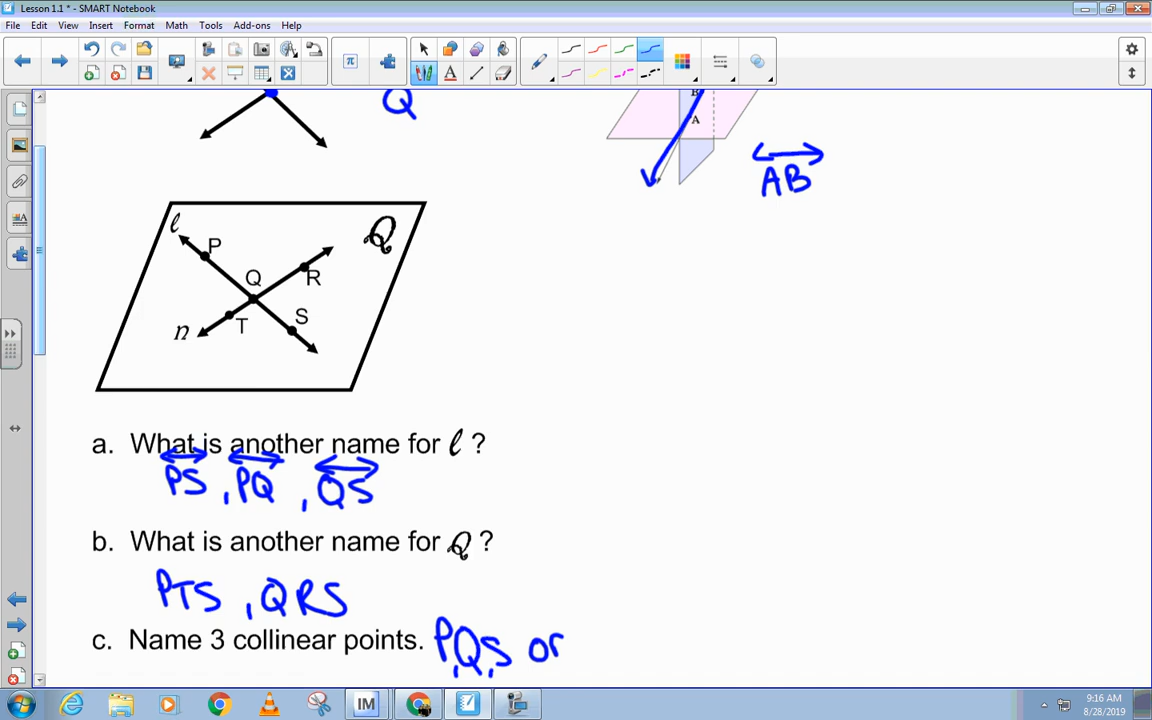 Lesson 1.1 * - SMART Notebook
File Edit View Insert Format Math Tools Add-ons Help
Q
B
A
AB
ℓ
P
Q
Q
R
n
T
S
a. What is another name for ℓ ?
PS , PQ , QS
b. What is another name for Q ?
PTS , QRS
c. Name 3 collinear points. P,Q,S or
IM
9:16 AM
8/28/2019